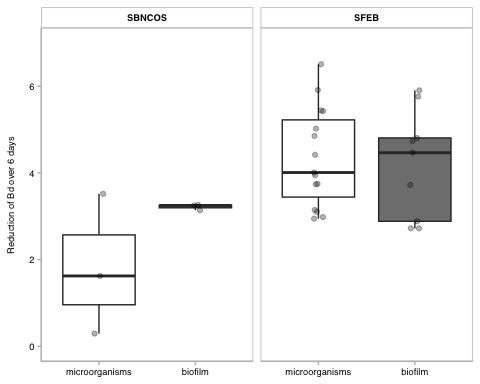 SBNCOS
SFEB
Reduction of Bd over 6 days
6
4
2
0
microorganisms
biofilm
microorganisms
biofilm